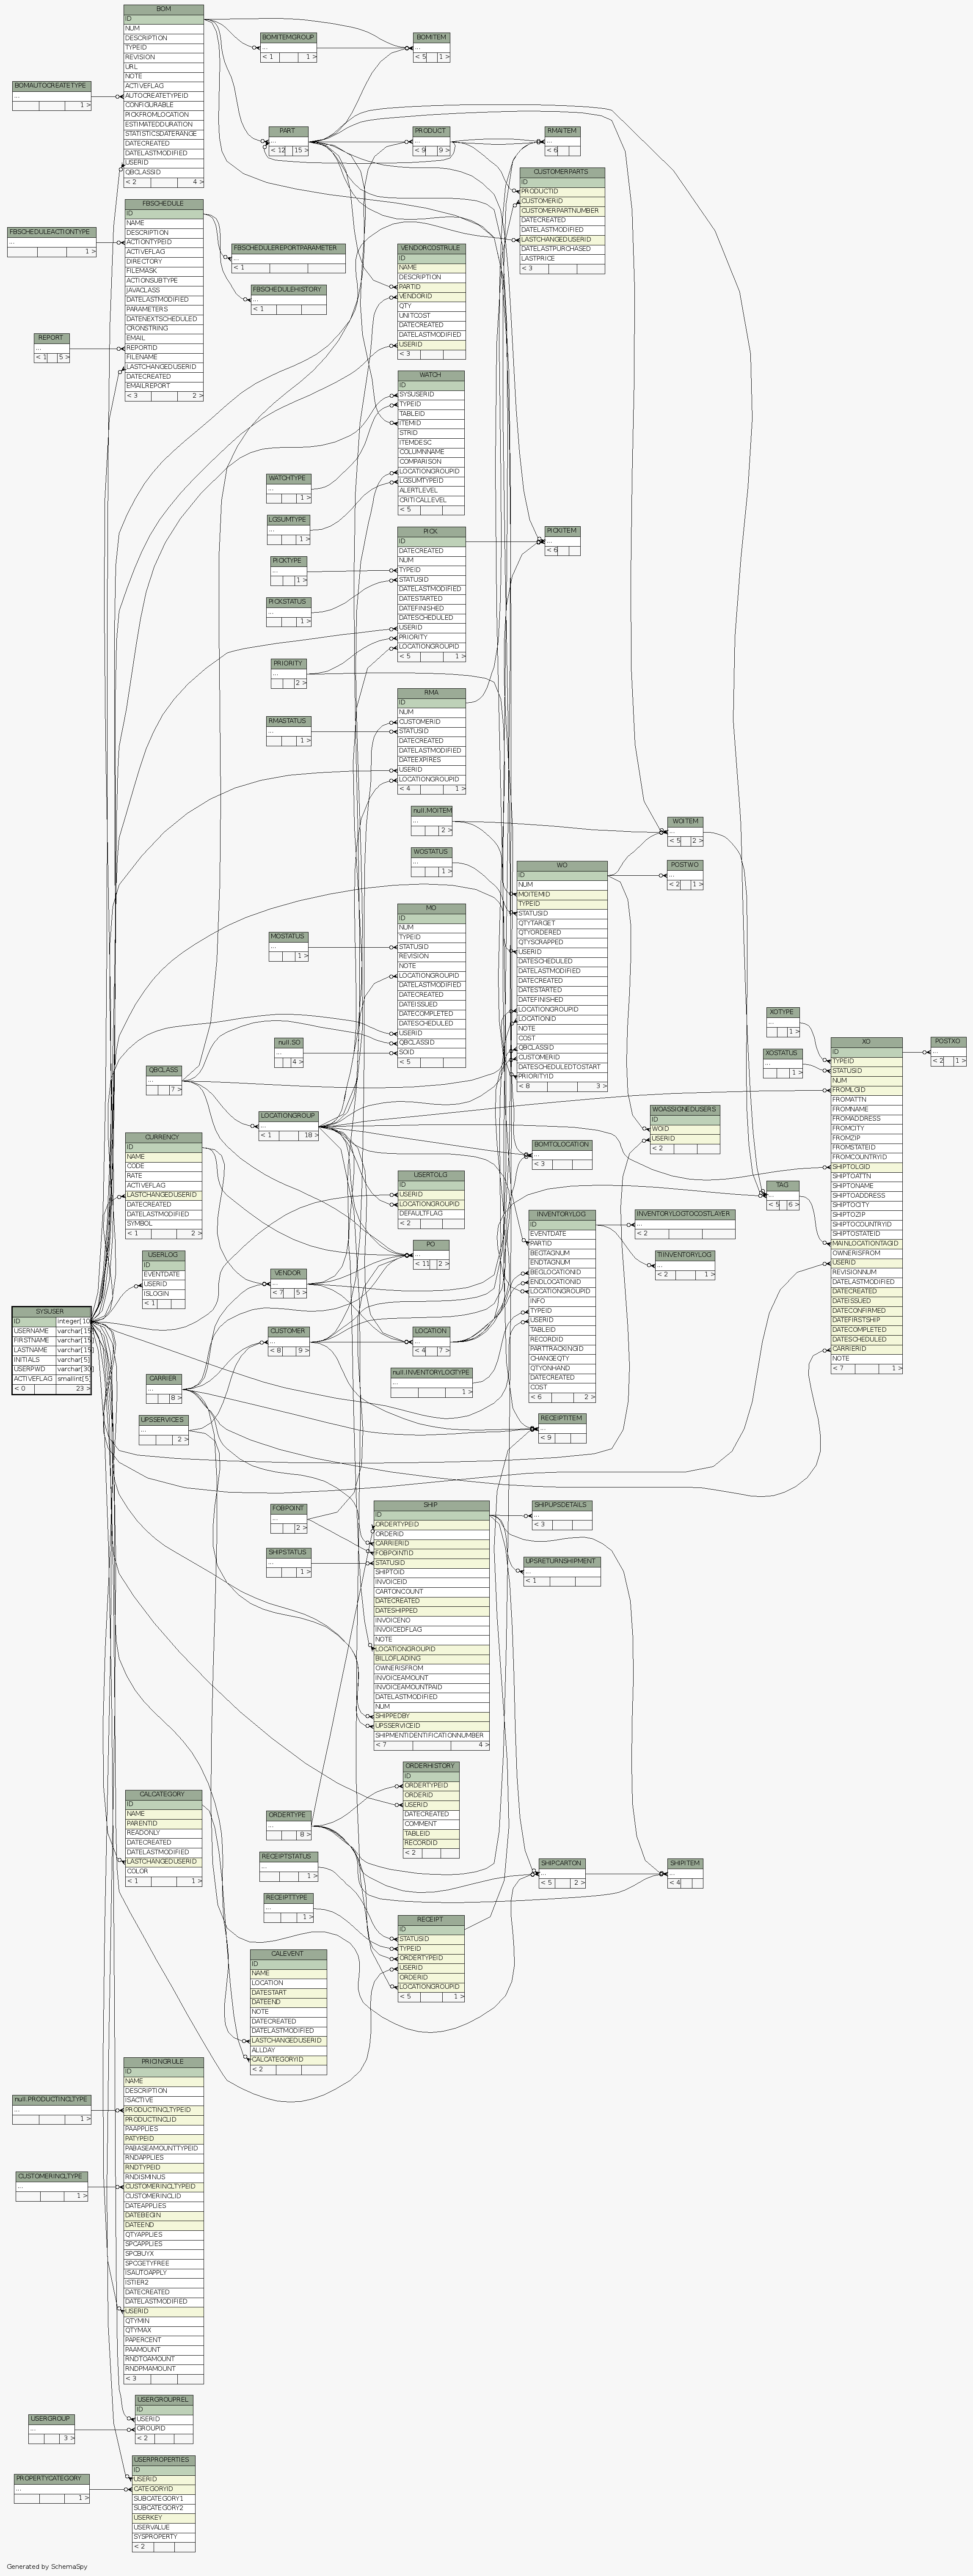 BOM
ID
NUM
DESCRIPTION
TYPEID
REVISION
URL
NOTE
ACTIVEFLAG
AUTOCREATETYPEID
CONFIGURABLE
PICKFROMLOCATION
ESTIMATEDDURATION
STATISTICSDATERANGE
DATECREATED
DATELASTMODIFIED
USERID
QBCLASSID
< 2 4 >
BOMITEMGROUP
...
< 1 1 >
BOMITEM
...
< 5 1 >
BOMAUTOCREATETYPE
...
1 >
PART
...
< 12 15 >
PRODUCT
...
< 9 9 >
RMAITEM
...
< 6
CUSTOMERPARTS
ID
PRODUCTID
CUSTOMERID
CUSTOMERPARTNUMBER
DATECREATED
DATELASTMODIFIED
LASTCHANGEDUSERID
DATELASTPURCHASED
LASTPRICE
< 3
FBSCHEDULE
ID
NAME
DESCRIPTION
ACTIONTYPEID
ACTIVEFLAG
DIRECTORY
FILEMASK
ACTIONSUBTYPE
JAVACLASS
DATELASTMODIFIED
PARAMETERS
DATENEXTSCHEDULED
CRONSTRING
EMAIL
REPORTID
FILENAME
LASTCHANGEDUSERID
DATECREATED
EMAILREPORT
< 3 2 >
FBSCHEDULEACTIONTYPE
...
1 >
FBSCHEDULEREPORTPARAMETER
...
< 1
FBSCHEDULEHISTORY
...
< 1
REPORT
...
< 1 5 >
VENDORCOSTRULE
ID
NAME
DESCRIPTION
PARTID
VENDORID
QTY
UNITCOST
DATECREATED
DATELASTMODIFIED
USERID
< 3
WATCH
ID
SYSUSERID
TYPEID
TABLEID
ITEMID
STRID
ITEMDESC
COLUMNNAME
COMPARISON
LOCATIONGROUPID
LGSUMTYPEID
ALERTLEVEL
CRITICALLEVEL
< 5
WATCHTYPE
...
1 >
LGSUMTYPE
...
1 >
PICK
ID
DATECREATED
NUM
TYPEID
STATUSID
DATELASTMODIFIED
DATESTARTED
DATEFINISHED
DATESCHEDULED
USERID
PRIORITY
LOCATIONGROUPID
< 5 1 >
PICKITEM
...
< 6
PICKTYPE
...
1 >
PICKSTATUS
...
1 >
PRIORITY
...
2 >
RMA
ID
NUM
CUSTOMERID
STATUSID
DATECREATED
DATELASTMODIFIED
DATEEXPIRES
USERID
LOCATIONGROUPID
< 4 1 >
RMASTATUS
...
1 >
null.MOITEM
...
2 >
WOSTATUS
...
1 >
WOITEM
...
< 5 2 >
POSTWO
...
< 2 1 >
WO
ID
NUM
MOITEMID
TYPEID
STATUSID
QTYTARGET
QTYORDERED
QTYSCRAPPED
USERID
DATESCHEDULED
DATELASTMODIFIED
DATECREATED
DATESTARTED
DATEFINISHED
LOCATIONGROUPID
LOCATIONID
NOTE
COST
QBCLASSID
CUSTOMERID
DATESCHEDULEDTOSTART
PRIORITYID
< 8 3 >
MO
ID
NUM
TYPEID
STATUSID
REVISION
NOTE
LOCATIONGROUPID
DATELASTMODIFIED
DATECREATED
DATEISSUED
DATECOMPLETED
DATESCHEDULED
USERID
QBCLASSID
SOID
< 5
MOSTATUS
...
1 >
null.SO
...
4 >
QBCLASS
...
7 >
LOCATIONGROUP
...
< 1 18 >
WOASSIGNEDUSERS
ID
WOID
USERID
< 2
XOTYPE
...
1 >
XOSTATUS
...
1 >
XO
ID
TYPEID
STATUSID
NUM
FROMLGID
FROMATTN
FROMNAME
FROMADDRESS
FROMCITY
FROMZIP
FROMSTATEID
FROMCOUNTRYID
SHIPTOLGID
SHIPTOATTN
SHIPTONAME
SHIPTOADDRESS
SHIPTOCITY
SHIPTOZIP
SHIPTOCOUNTRYID
SHIPTOSTATEID
MAINLOCATIONTAGID
OWNERISFROM
USERID
REVISIONNUM
DATELASTMODIFIED
DATECREATED
DATEISSUED
DATECONFIRMED
DATEFIRSTSHIP
DATECOMPLETED
DATESCHEDULED
CARRIERID
NOTE
< 7 1 >
POSTXO
...
< 2 1 >
BOMTOLOCATION
...
< 3
TAG
...
< 5 6 >
CURRENCY
ID
NAME
CODE
RATE
ACTIVEFLAG
LASTCHANGEDUSERID
DATECREATED
DATELASTMODIFIED
SYMBOL
< 1 2 >
USERTOLG
ID
USERID
LOCATIONGROUPID
DEFAULTFLAG
< 2
INVENTORYLOG
ID
EVENTDATE
PARTID
BEGTAGNUM
ENDTAGNUM
BEGLOCATIONID
ENDLOCATIONID
LOCATIONGROUPID
INFO
TYPEID
USERID
TABLEID
RECORDID
PARTTRACKINGID
CHANGEQTY
QTYONHAND
DATECREATED
COST
< 6 2 >
INVENTORYLOGTOCOSTLAYER
...
< 2
TIINVENTORYLOG
...
< 2 1 >
PO
...
< 11 2 >
USERLOG
ID
EVENTDATE
USERID
ISLOGIN
< 1
VENDOR
...
< 7 5 >
CUSTOMER
...
< 8 9 >
LOCATION
...
< 4 7 >
SYSUSER
ID integer[10]
USERNAME varchar[15]
FIRSTNAME varchar[15]
LASTNAME varchar[15]
INITIALS varchar[5]
USERPWD varchar[30]
ACTIVEFLAG smallint[5]
< 0 23 >
CARRIER
...
8 >
UPSSERVICES
...
2 >
null.INVENTORYLOGTYPE
...
1 >
RECEIPTITEM
...
< 9
FOBPOINT
...
2 >
SHIPSTATUS
...
1 >
SHIP
ID
ORDERTYPEID
ORDERID
CARRIERID
FOBPOINTID
STATUSID
SHIPTOID
INVOICEID
CARTONCOUNT
DATECREATED
DATESHIPPED
INVOICENO
INVOICEDFLAG
NOTE
LOCATIONGROUPID
BILLOFLADING
OWNERISFROM
INVOICEAMOUNT
INVOICEAMOUNTPAID
DATELASTMODIFIED
NUM
SHIPPEDBY
UPSSERVICEID
SHIPMENTIDENTIFICATIONNUMBER
< 7 4 >
SHIPUPSDETAILS
...
< 3
UPSRETURNSHIPMENT
...
< 1
ORDERHISTORY
ID
ORDERTYPEID
ORDERID
USERID
DATECREATED
COMMENT
TABLEID
RECORDID
< 2
ORDERTYPE
...
8 >
CALCATEGORY
ID
NAME
PARENTID
READONLY
DATECREATED
DATELASTMODIFIED
LASTCHANGEDUSERID
COLOR
< 1 1 >
RECEIPTSTATUS
...
1 >
SHIPCARTON
...
< 5 2 >
SHIPITEM
...
< 4
RECEIPTTYPE
...
1 >
RECEIPT
ID
STATUSID
TYPEID
ORDERTYPEID
USERID
ORDERID
LOCATIONGROUPID
< 5 1 >
CALEVENT
ID
NAME
LOCATION
DATESTART
DATEEND
NOTE
DATECREATED
DATELASTMODIFIED
LASTCHANGEDUSERID
ALLDAY
CALCATEGORYID
< 2
PRICINGRULE
ID
NAME
DESCRIPTION
ISACTIVE
PRODUCTINCLTYPEID
PRODUCTINCLID
PAAPPLIES
PATYPEID
PABASEAMOUNTTYPEID
RNDAPPLIES
RNDTYPEID
RNDISMINUS
CUSTOMERINCLTYPEID
CUSTOMERINCLID
DATEAPPLIES
DATEBEGIN
DATEEND
QTYAPPLIES
SPCAPPLIES
SPCBUYX
SPCGETYFREE
ISAUTOAPPLY
ISTIER2
DATECREATED
DATELASTMODIFIED
USERID
QTYMIN
QTYMAX
PAPERCENT
PAAMOUNT
RNDTOAMOUNT
RNDPMAMOUNT
< 3
null.PRODUCTINCLTYPE
...
1 >
CUSTOMERINCLTYPE
...
1 >
USERGROUPREL
ID
USERID
GROUPID
< 2
USERGROUP
...
3 >
USERPROPERTIES
ID
USERID
CATEGORYID
SUBCATEGORY1
SUBCATEGORY2
USERKEY
USERVALUE
SYSPROPERTY
< 2
PROPERTYCATEGORY
...
1 >
Generated by SchemaSpy